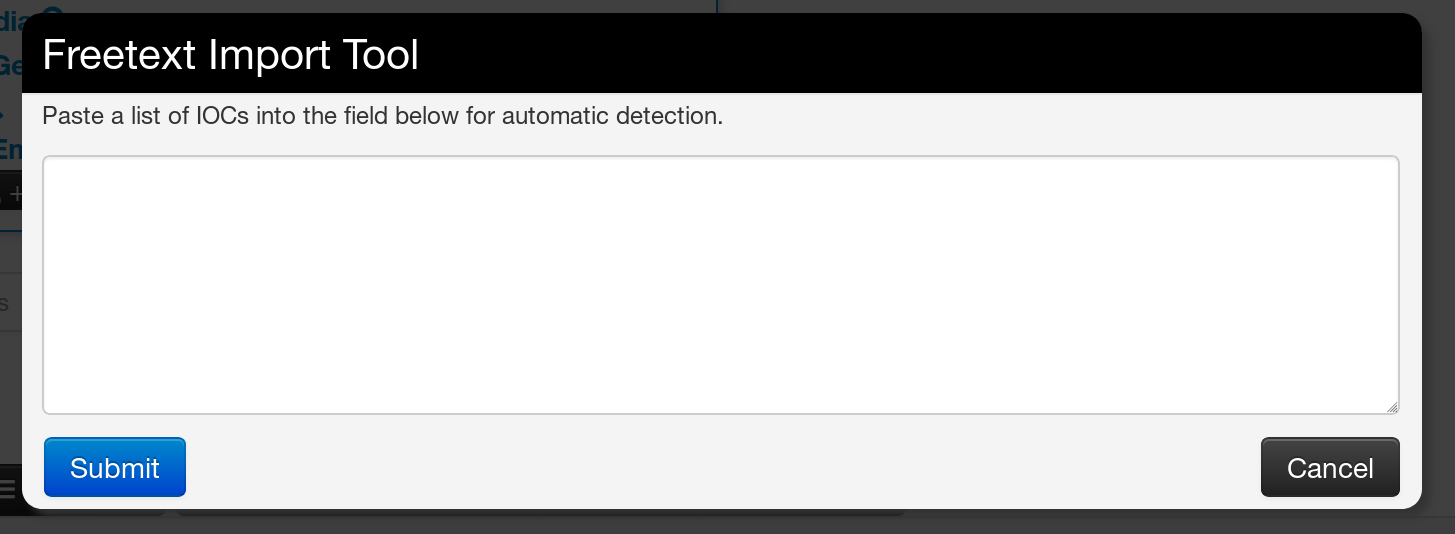 Freetext Import Tool
Paste a list of IOCs into the field below for automatic detection.
Submit
Cancel